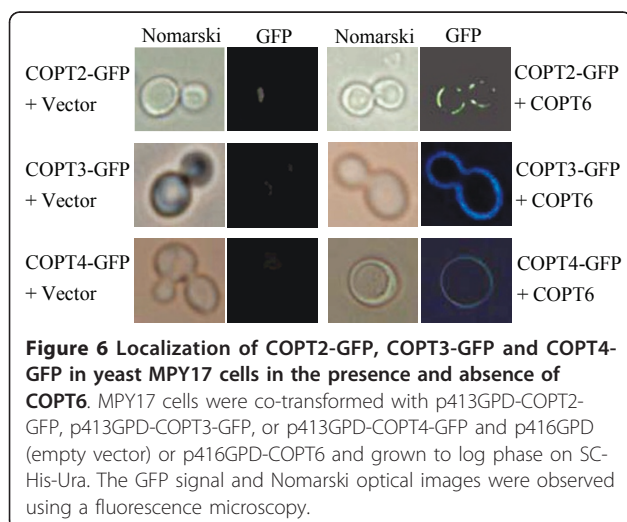 Nomarski GFP Nomarski GFP
COPT2-GFP
+ Vector
COPT2-GFP
+ COPT6
COPT3-GFP
+ Vector
COPT3-GFP
+ COPT6
COPT4-GFP
+ Vector
COPT4-GFP
+ COPT6
Figure 6 Localization of COPT2-GFP, COPT3-GFP and COPT4-
GFP in yeast MPY17 cells in the presence and absence of
COPT6. MPY17 cells were co-transformed with p413GPD-COPT2-
GFP, p413GPD-COPT3-GFP, or p413GPD-COPT4-GFP and p416GPD
(empty vector) or p416GPD-COPT6 and grown to log phase on SC-
His-Ura. The GFP signal and Nomarski optical images were observed
using a fluorescence microscopy.